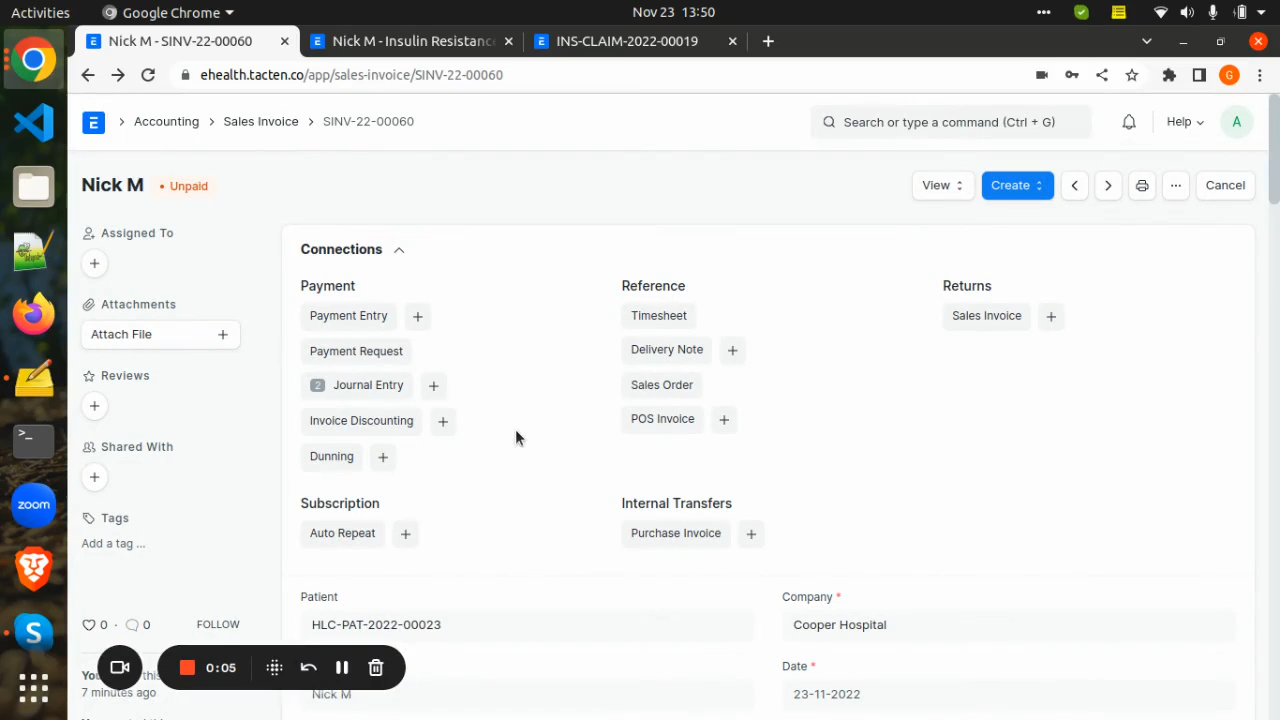 Activities
Google Chrome
Nov 23 13:50
Nick M - SINV-22-00060
Nick M - Insulin Resistance
INS-CLAIM-2022-00019
ehealth.tacten.co/app/sales-invoice/SINV-22-00060
G
E
Accounting
Sales Invoice
SINV-22-00060
Search or type a command (Ctrl + G)
Help
A
Nick M
Unpaid
View
Create
Cancel
Assigned To
Attachments
Attach File
Reviews
Shared With
Tags
Add a tag ...
0 · 0
FOLLOW
7 minutes ago
Connections
Payment
Payment Entry
Payment Request
2 Journal Entry
Invoice Discounting
Dunning
Reference
Timesheet
Delivery Note
Sales Order
POS Invoice
Returns
Sales Invoice
Subscription
Auto Repeat
Internal Transfers
Purchase Invoice
Patient
HLC-PAT-2022-00023
Company *
Cooper Hospital
Date *
Nick M
23-11-2022
0:05
zoom